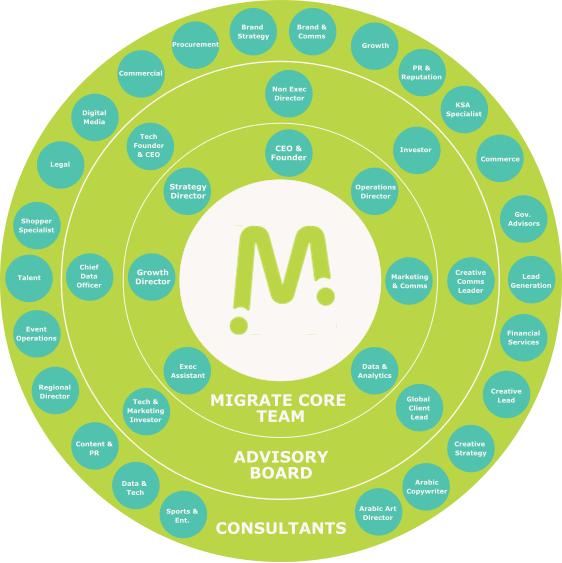 Brand
Strategy
Brand &
Comms
Procurement
Growth
Commercial
PR &
Reputation
Digital
Media
KSA
Specialist
Legal
Commerce
Shopper
Specialist
Gov.
Advisors
Talent
Lead
Generation
Event
Operations
Financial
Services
Regional
Director
Creative
Lead
Content &
PR
Creative
Strategy
Data &
Tech
Arabic
Copywriter
Sports &
Ent.
Arabic Art
Director
CONSULTANTS
Non Exec
Director
Tech
Founder
& CEO
Investor
Chief
Data
Officer
Creative
Comms
Leader
Tech &
Marketing
Investor
Global
Client
Lead
ADVISORY
BOARD
CEO &
Founder
Strategy
Director
Operations
Director
Growth
Director
Marketing
& Comms
Exec
Assistant
Data &
Analytics
MIGRATE CORE
TEAM
M